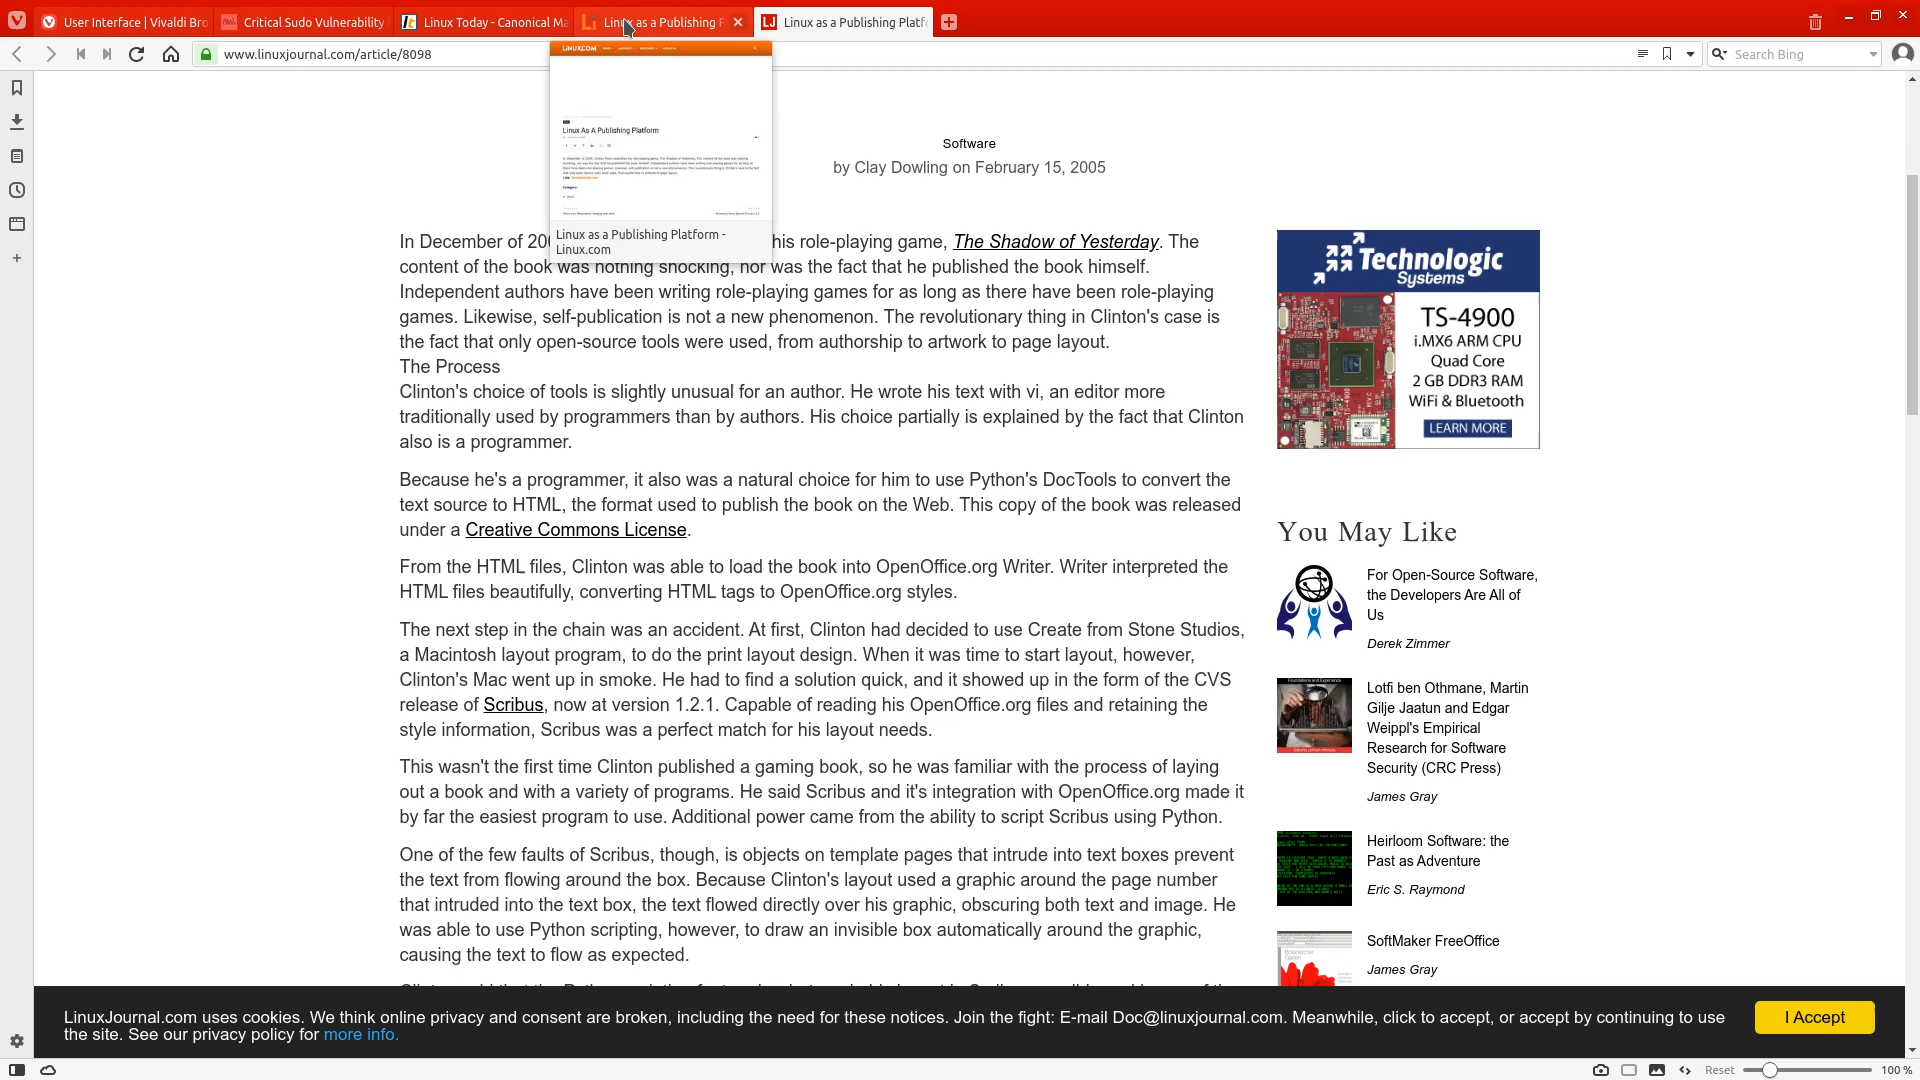 User Interface | Vivaldi Bro
Critical Sudo Vulnerability
Linux Today - Canonical Ma
Linux as a Publishing P
Linux as a Publishing Platf
www.linuxjournal.com/article/8098
Search Bing
LINUX.COM
Linux As A Publishing Platform
Linux as a Publishing Platform -
Linux.com
Software
by Clay Dowling on February 15, 2005
In December of 200 his role-playing game, The Shadow of Yesterday. The
content of the book was nothing shocking, nor was the fact that he published the book himself.
Independent authors have been writing role-playing games for as long as there have been role-playing
games. Likewise, self-publication is not a new phenomenon. The revolutionary thing in Clinton's case is
the fact that only open-source tools were used, from authorship to artwork to page layout.
The Process
Clinton's choice of tools is slightly unusual for an author. He wrote his text with vi, an editor more
traditionally used by programmers than by authors. His choice partially is explained by the fact that Clinton
also is a programmer.
Because he's a programmer, it also was a natural choice for him to use Python's DocTools to convert the
text source to HTML, the format used to publish the book on the Web. This copy of the book was released
under a Creative Commons License.
From the HTML files, Clinton was able to load the book into OpenOffice.org Writer. Writer interpreted the
HTML files beautifully, converting HTML tags to OpenOffice.org styles.
The next step in the chain was an accident. At first, Clinton had decided to use Create from Stone Studios,
a Macintosh layout program, to do the print layout design. When it was time to start layout, however,
Clinton's Mac went up in smoke. He had to find a solution quick, and it showed up in the form of the CVS
release of Scribus, now at version 1.2.1. Capable of reading his OpenOffice.org files and retaining the
style information, Scribus was a perfect match for his layout needs.
This wasn't the first time Clinton published a gaming book, so he was familiar with the process of laying
out a book and with a variety of programs. He said Scribus and it's integration with OpenOffice.org made it
by far the easiest program to use. Additional power came from the ability to script Scribus using Python.
One of the few faults of Scribus, though, is objects on template pages that intrude into text boxes prevent
the text from flowing around the box. Because Clinton's layout used a graphic around the page number
that intruded into the text box, the text flowed directly over his graphic, obscuring both text and image. He
was able to use Python scripting, however, to draw an invisible box automatically around the graphic,
causing the text to flow as expected.
Technologic
Systems
TS-4900
i.MX6 ARM CPU
Quad Core
2 GB DDR3 RAM
WiFi & Bluetooth
LEARN MORE
You May Like
For Open-Source Software,
the Developers Are All of
Us
Derek Zimmer
Lotfi ben Othmane, Martin
Gilje Jaatun and Edgar
Weippl's Empirical
Research for Software
Security (CRC Press)
James Gray
Heirloom Software: the
Past as Adventure
Eric S. Raymond
SoftMaker FreeOffice
James Gray
LinuxJournal.com uses cookies. We think online privacy and consent are broken, including the need for these notices. Join the fight: E-mail Doc@linuxjournal.com. Meanwhile, click to accept, or accept by continuing to use
the site. See our privacy policy for more info.
I Accept
Reset
100 %